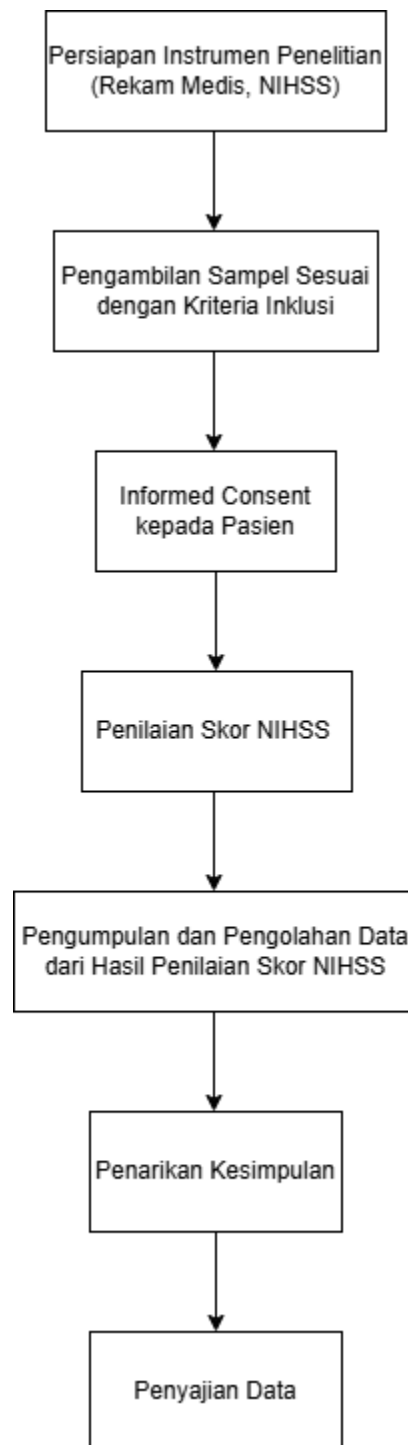 Persiapan Instrumen Penelitian
(Rekam Medis, NIHSS)
Pengambilan Sampel Sesuai
dengan Kriteria Inklusi
Informed Consent
kepada Pasien
Penilaian Skor NIHSS
Pengumpulan dan Pengolahan Data
dari Hasil Penilaian Skor NIHSS
Penarikan Kesimpulan
Penyajian Data